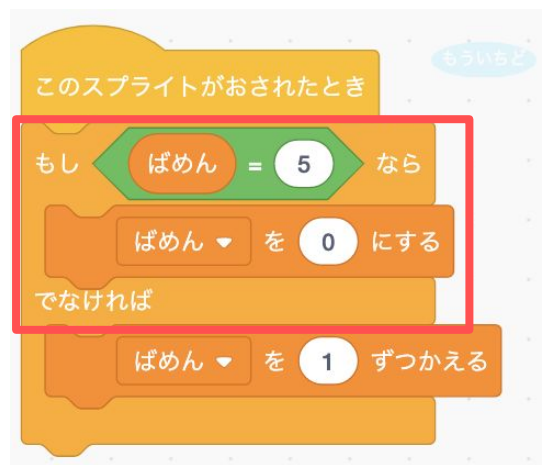 もういちど
このスプライトがおされたとき
もし ばめん = 5 なら
ばめん を 0 にする
でなければ
ばめん を 1 ずつかえる